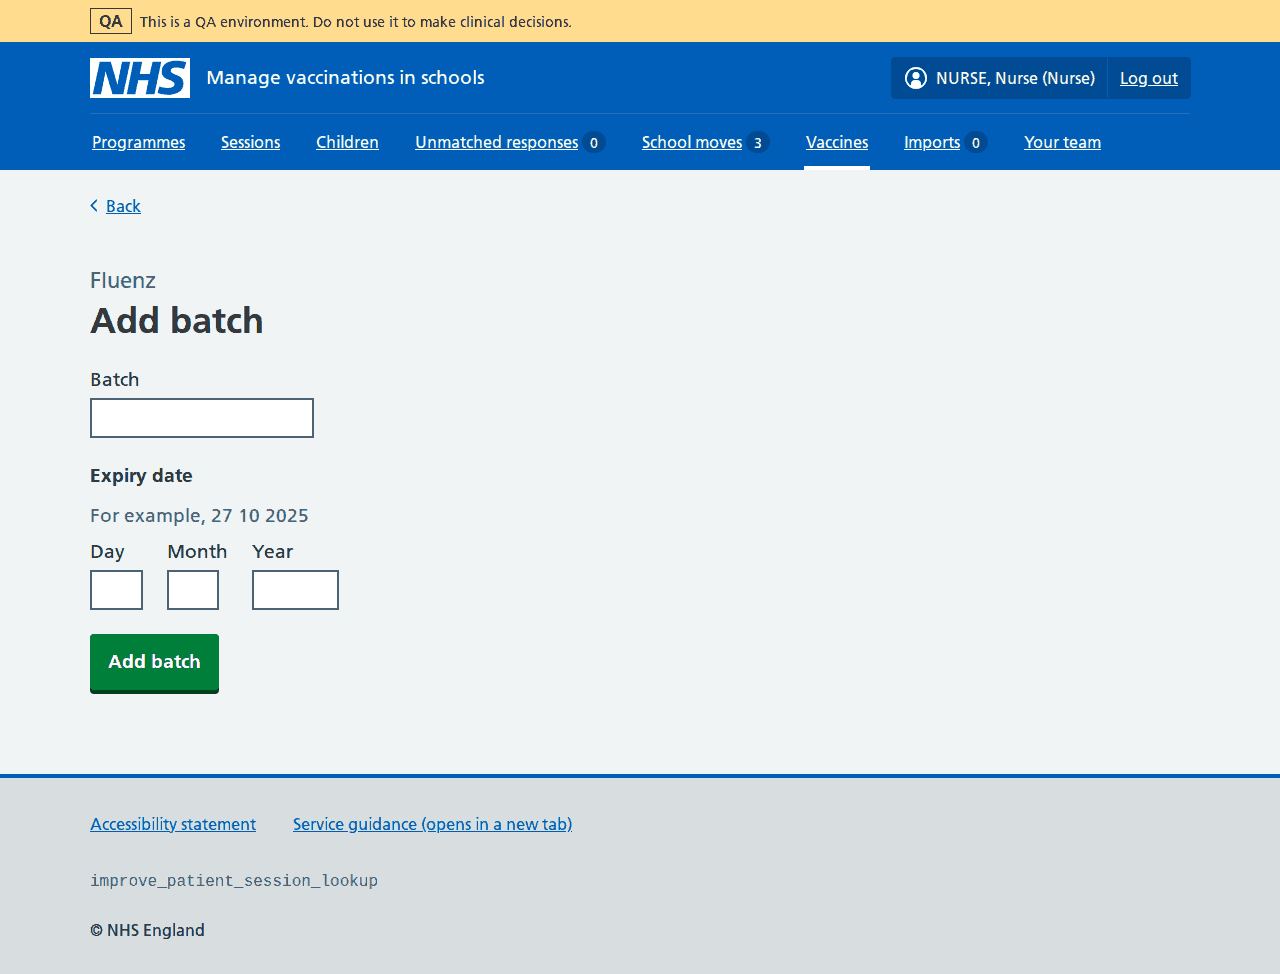 QA This is a QA environment. Do not use it to make clinical decisions.
NHS Manage vaccinations in schools NURSE, Nurse (Nurse) Log out
Programmes Sessions Children Unmatched responses 0 School moves 3 Vaccines Imports 0 Your team
Back
Fluenz
Add batch
Batch
Expiry date
For example, 27 10 2025
Day Month Year
Add batch
Accessibility statement Service guidance (opens in a new tab)
improve_patient_session_lookup
© NHS England